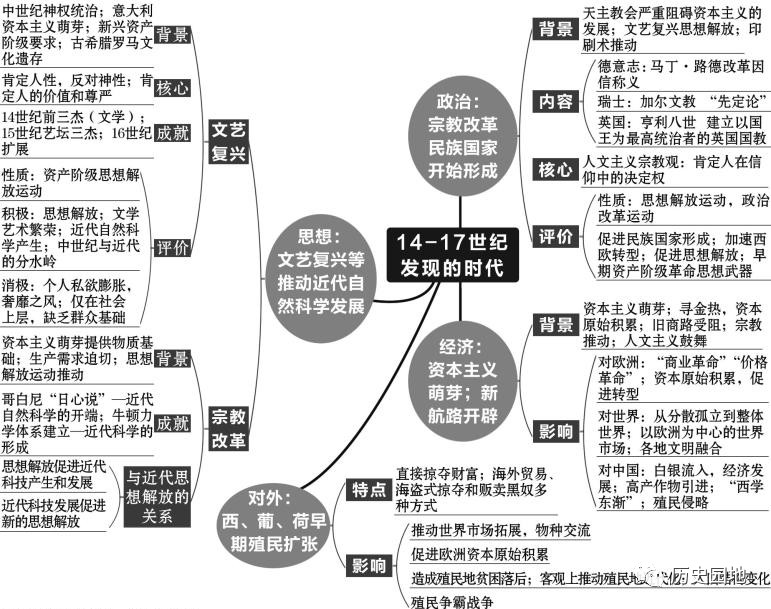 14-17世纪
发现的时代
思想：
文艺复兴等
推动近代自
然科学发展
文艺
复兴
背景
中世纪神权统治；意大利
资本主义萌芽；新兴资产
阶级要求；古希腊罗马文
化遗存
核心
肯定人性，反对神性；肯
定人的价值和尊严
成就
14世纪前三杰（文学）；
15世纪艺坛三杰；16世纪
扩展
评价
性质：资产阶级思想解
放运动
积极：思想解放；文学
艺术繁荣；近代自然科
学产生；中世纪与近代
的分水岭
消极：个人私欲膨胀，
奢靡之风；仅在社会
上层，缺乏群众基础
宗教
改革
背景
资本主义萌芽提供物质基
础；生产需求迫切；思想
解放运动推动
成就
哥白尼“日心说”—近代
自然科学的开端；牛顿力
学体系建立—近代科学的
形成
与近代思
想解放的
关系
思想解放促进近代
科技产生和发展
近代科技发展促进
新的思想解放
政治：
宗教改革
民族国家
开始形成
背景
天主教会严重阻碍资本主义的
发展；文艺复兴思想解放；印
刷术推动
内容
德意志：马丁·路德改革因
信称义
瑞士：加尔文教 “先定论”
英国：亨利八世 建立以国
王为最高统治者的英国国教
核心
人文主义宗教观：肯定人在信
仰中的决定权
评价
性质：思想解放运动，政治
改革运动
促进民族国家形成；加速西
欧转型；促进思想解放；早
期资产阶级革命思想武器
经济：
资本主义
萌芽；新
航路开辟
背景
资本主义萌芽；寻金热，资本
原始积累；旧商路受阻；宗教
推动；人文主义鼓舞
影响
对欧洲：“商业革命”“价格
革命”；资本原始积累，促
进转型
对世界：从分散孤立到整体
世界；以欧洲为中心的世界
市场；各地文明融合
对中国：白银流入，经济发
展；高产作物引进；“西学
东渐”；殖民侵略
对外：
西、葡、荷早
期殖民扩张
特点
直接掠夺财富；海外贸易、
海盗式掠夺和贩卖黑奴多
种方式
影响
推动世界市场拓展，物种交流
促进欧洲资本原始积累
造成殖民地贫困落后；客观上推动殖民地
变化
殖民争霸战争
历史园地